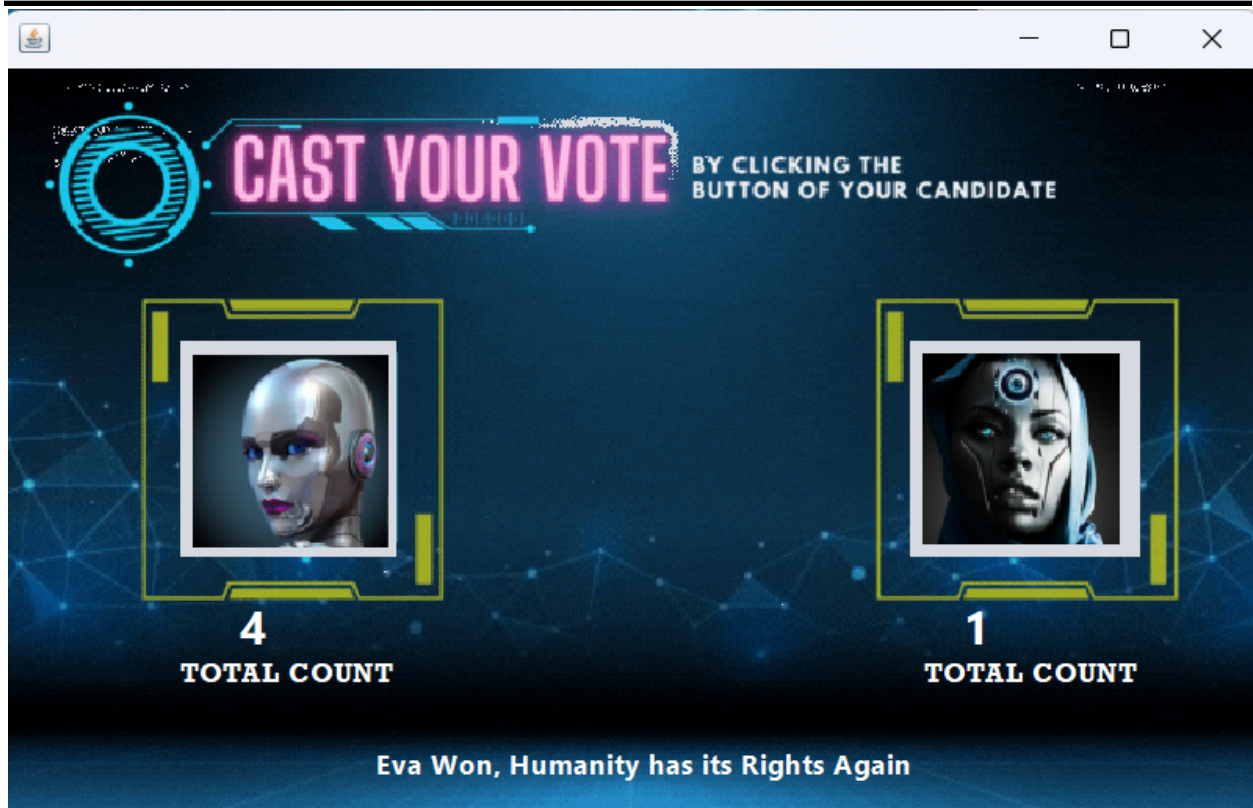 CAST YOUR VOTE
BY CLICKING THE
BUTTON OF YOUR CANDIDATE
4
TOTAL COUNT
1
TOTAL COUNT
Eva Won, Humanity has its Rights Again